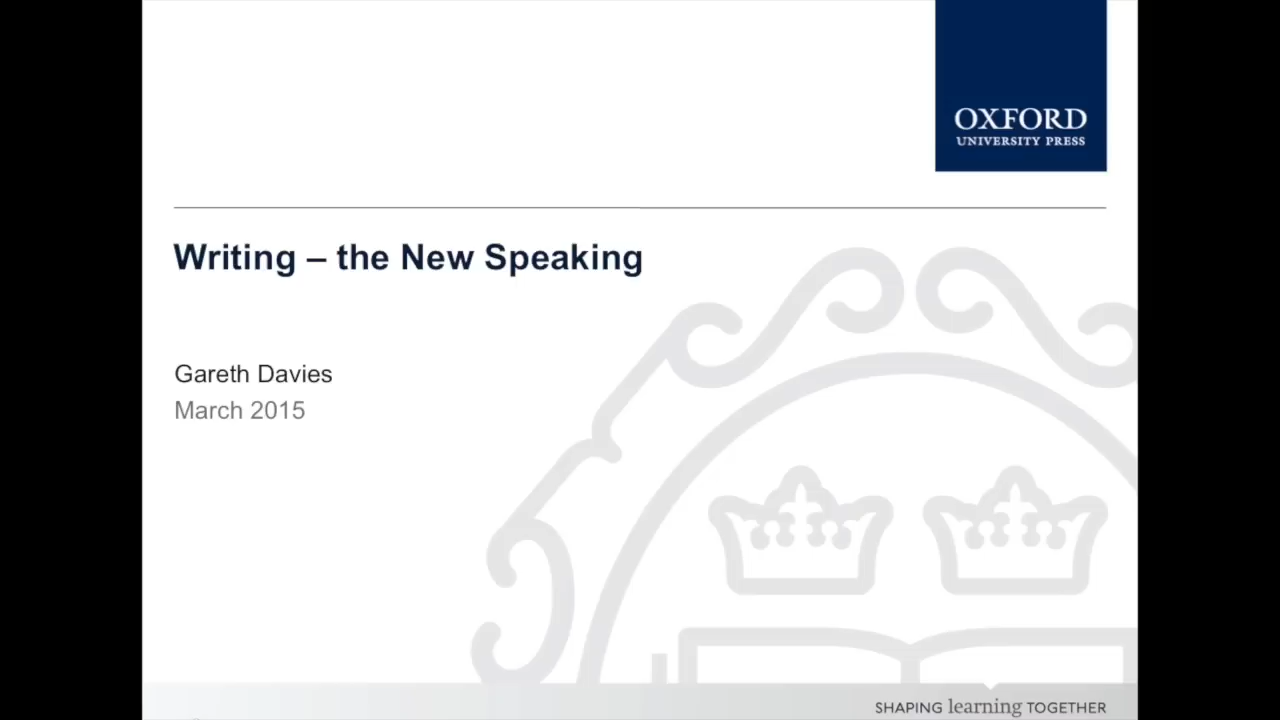 OXFORD
UNIVERSITY PRESS
Writing – the New Speaking
Gareth Davies
March 2015
SHAPING learning TOGETHER